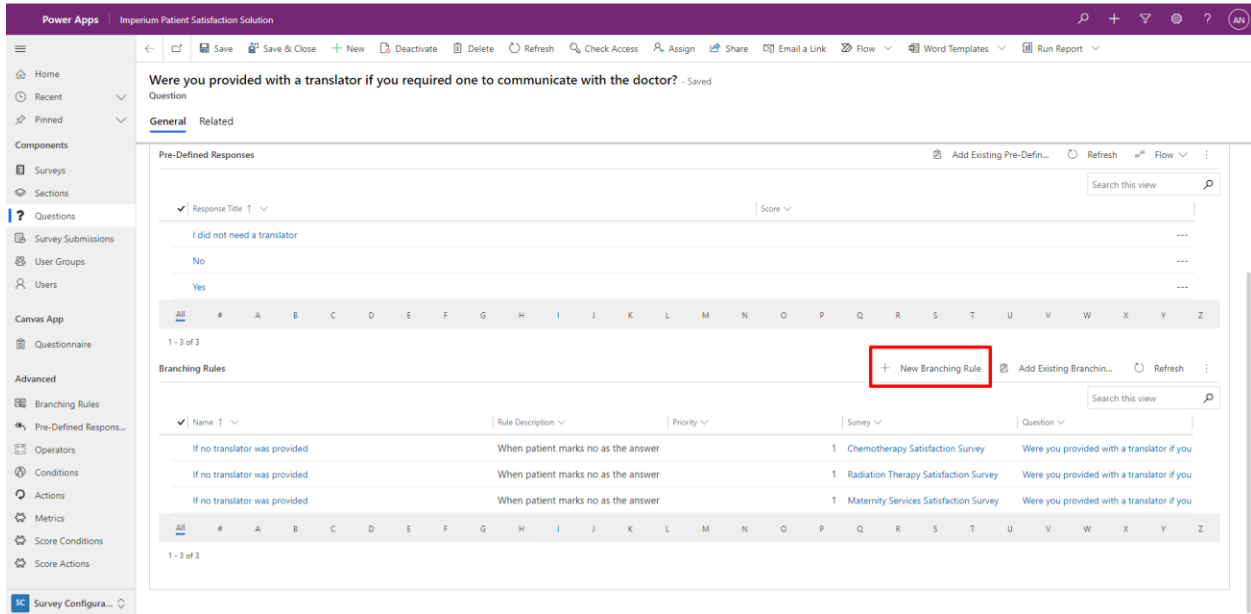 Power Apps Imperium Patient Satisfaction Solution AN
Save Save & Close New Deactivate Delete Refresh Check Access Assign Share Email a Link Flow Word Templates Run Report
Home
Recent
Pinned
Components
Surveys
Sections
Questions
Survey Submissions
User Groups
Users
Canvas App
Questionnaire
Advanced
Branching Rules
Pre-Defined Respons...
Operators
Conditions
Actions
Metrics
Score Conditions
Score Actions
SC Survey Configura...
Were you provided with a translator if you required one to communicate with the doctor? - Saved
Question
General Related
Pre-Defined Responses Add Existing Pre-Defin... Refresh Flow
Search this view
Response Title Score
I did not need a translator ---
No ---
Yes ---
All # A B C D E F G H I J K L M N O P Q R S T U V W X Y Z
1 - 3 of 3
Branching Rules New Branching Rule Add Existing Branchin... Refresh
Search this view
Name Rule Description Priority Survey Question
If no translator was provided When patient marks no as the answer 1 Chemotherapy Satisfaction Survey Were you provided with a translator if you
If no translator was provided When patient marks no as the answer 1 Radiation Therapy Satisfaction Survey Were you provided with a translator if you
If no translator was provided When patient marks no as the answer 1 Maternity Services Satisfaction Survey Were you provided with a translator if you
All # A B C D E F G H I J K L M N O P Q R S T U V W X Y Z
1 - 3 of 3